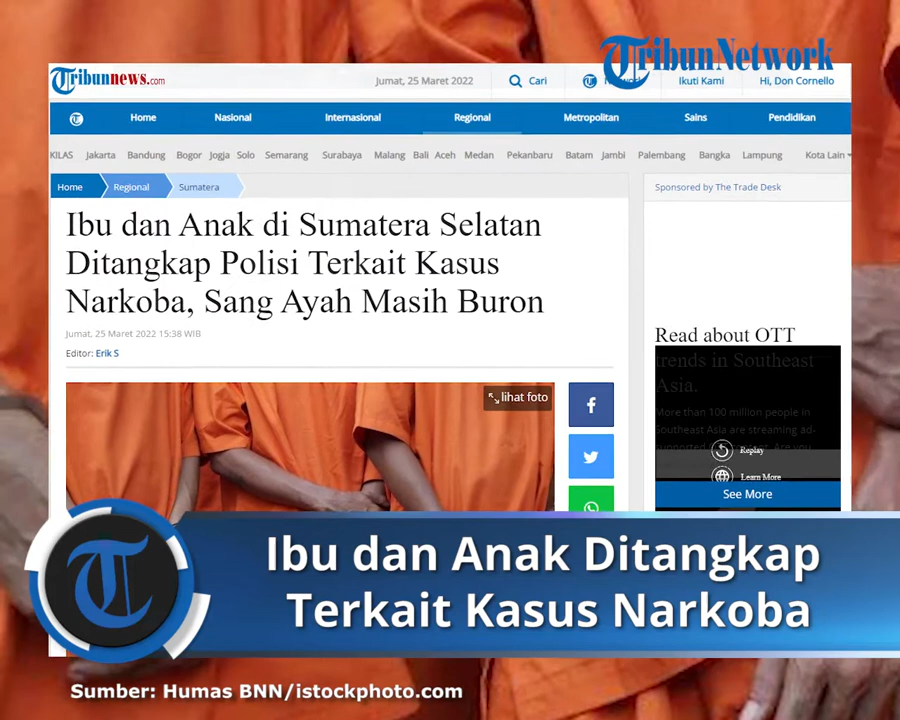 TribunNetwork
Tribunnews.com
Jumat, 25 Maret 2022
Cari
Ikuti Kami
Hi, Don Cornello
Home
Nasional
Internasional
Regional
Metropolitan
Sains
Pendidikan
KILAS
Jakarta
Bandung
Bogor
Jogja
Solo
Semarang
Surabaya
Malang
Bali
Aceh
Medan
Pekanbaru
Batam
Jambi
Palembang
Bangka
Lampung
Kota Lain
Home
Regional
Sumatera
Ibu dan Anak di Sumatera Selatan
Ditangkap Polisi Terkait Kasus
Narkoba, Sang Ayah Masih Buron
Jumat, 25 Maret 2022 15:38 WIB
Editor: Erik S
lihat foto
Sponsored by The Trade Desk
Read about OTT
trends in Southeast
Asia.
More than 100 million people in
Southeast Asia are streaming ad-
Replay
Learn More
See More
Ibu dan Anak Ditangkap
Terkait Kasus Narkoba
Sumber: Humas BNN/istockphoto.com